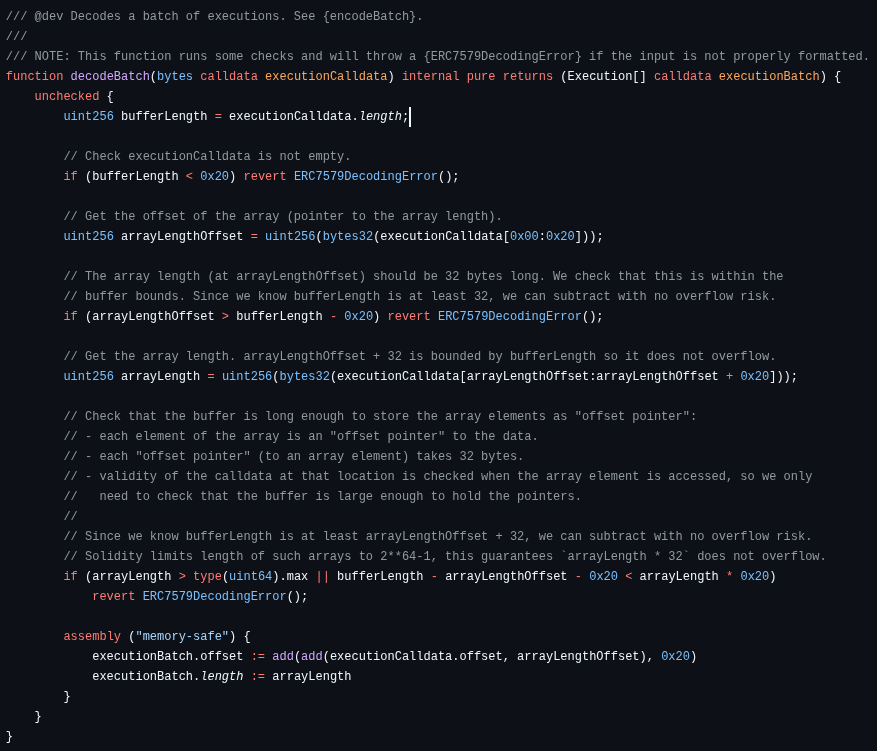 /// @dev Decodes a batch of executions. See {encodeBatch}.
///
/// NOTE: This function runs some checks and will throw a {ERC7579DecodingError} if the input is not properly formatted.
function decodeBatch(bytes calldata executionCalldata) internal pure returns (Execution[] calldata executionBatch) {
    unchecked {
        uint256 bufferLength = executionCalldata.length;

        // Check executionCalldata is not empty.
        if (bufferLength < 0x20) revert ERC7579DecodingError();

        // Get the offset of the array (pointer to the array length).
        uint256 arrayLengthOffset = uint256(bytes32(executionCalldata[0x00:0x20]));

        // The array length (at arrayLengthOffset) should be 32 bytes long. We check that this is within the
        // buffer bounds. Since we know bufferLength is at least 32, we can subtract with no overflow risk.
        if (arrayLengthOffset > bufferLength - 0x20) revert ERC7579DecodingError();

        // Get the array length. arrayLengthOffset + 32 is bounded by bufferLength so it does not overflow.
        uint256 arrayLength = uint256(bytes32(executionCalldata[arrayLengthOffset:arrayLengthOffset + 0x20]));

        // Check that the buffer is long enough to store the array elements as "offset pointer":
        // - each element of the array is an "offset pointer" to the data.
        // - each "offset pointer" (to an array element) takes 32 bytes.
        // - validity of the calldata at that location is checked when the array element is accessed, so we only
        //   need to check that the buffer is large enough to hold the pointers.
        //
        // Since we know bufferLength is at least arrayLengthOffset + 32, we can subtract with no overflow risk.
        // Solidity limits length of such arrays to 2**64-1, this guarantees `arrayLength * 32` does not overflow.
        if (arrayLength > type(uint64).max || bufferLength - arrayLengthOffset - 0x20 < arrayLength * 0x20)
            revert ERC7579DecodingError();

        assembly ("memory-safe") {
            executionBatch.offset := add(add(executionCalldata.offset, arrayLengthOffset), 0x20)
            executionBatch.length := arrayLength
        }
    }
}